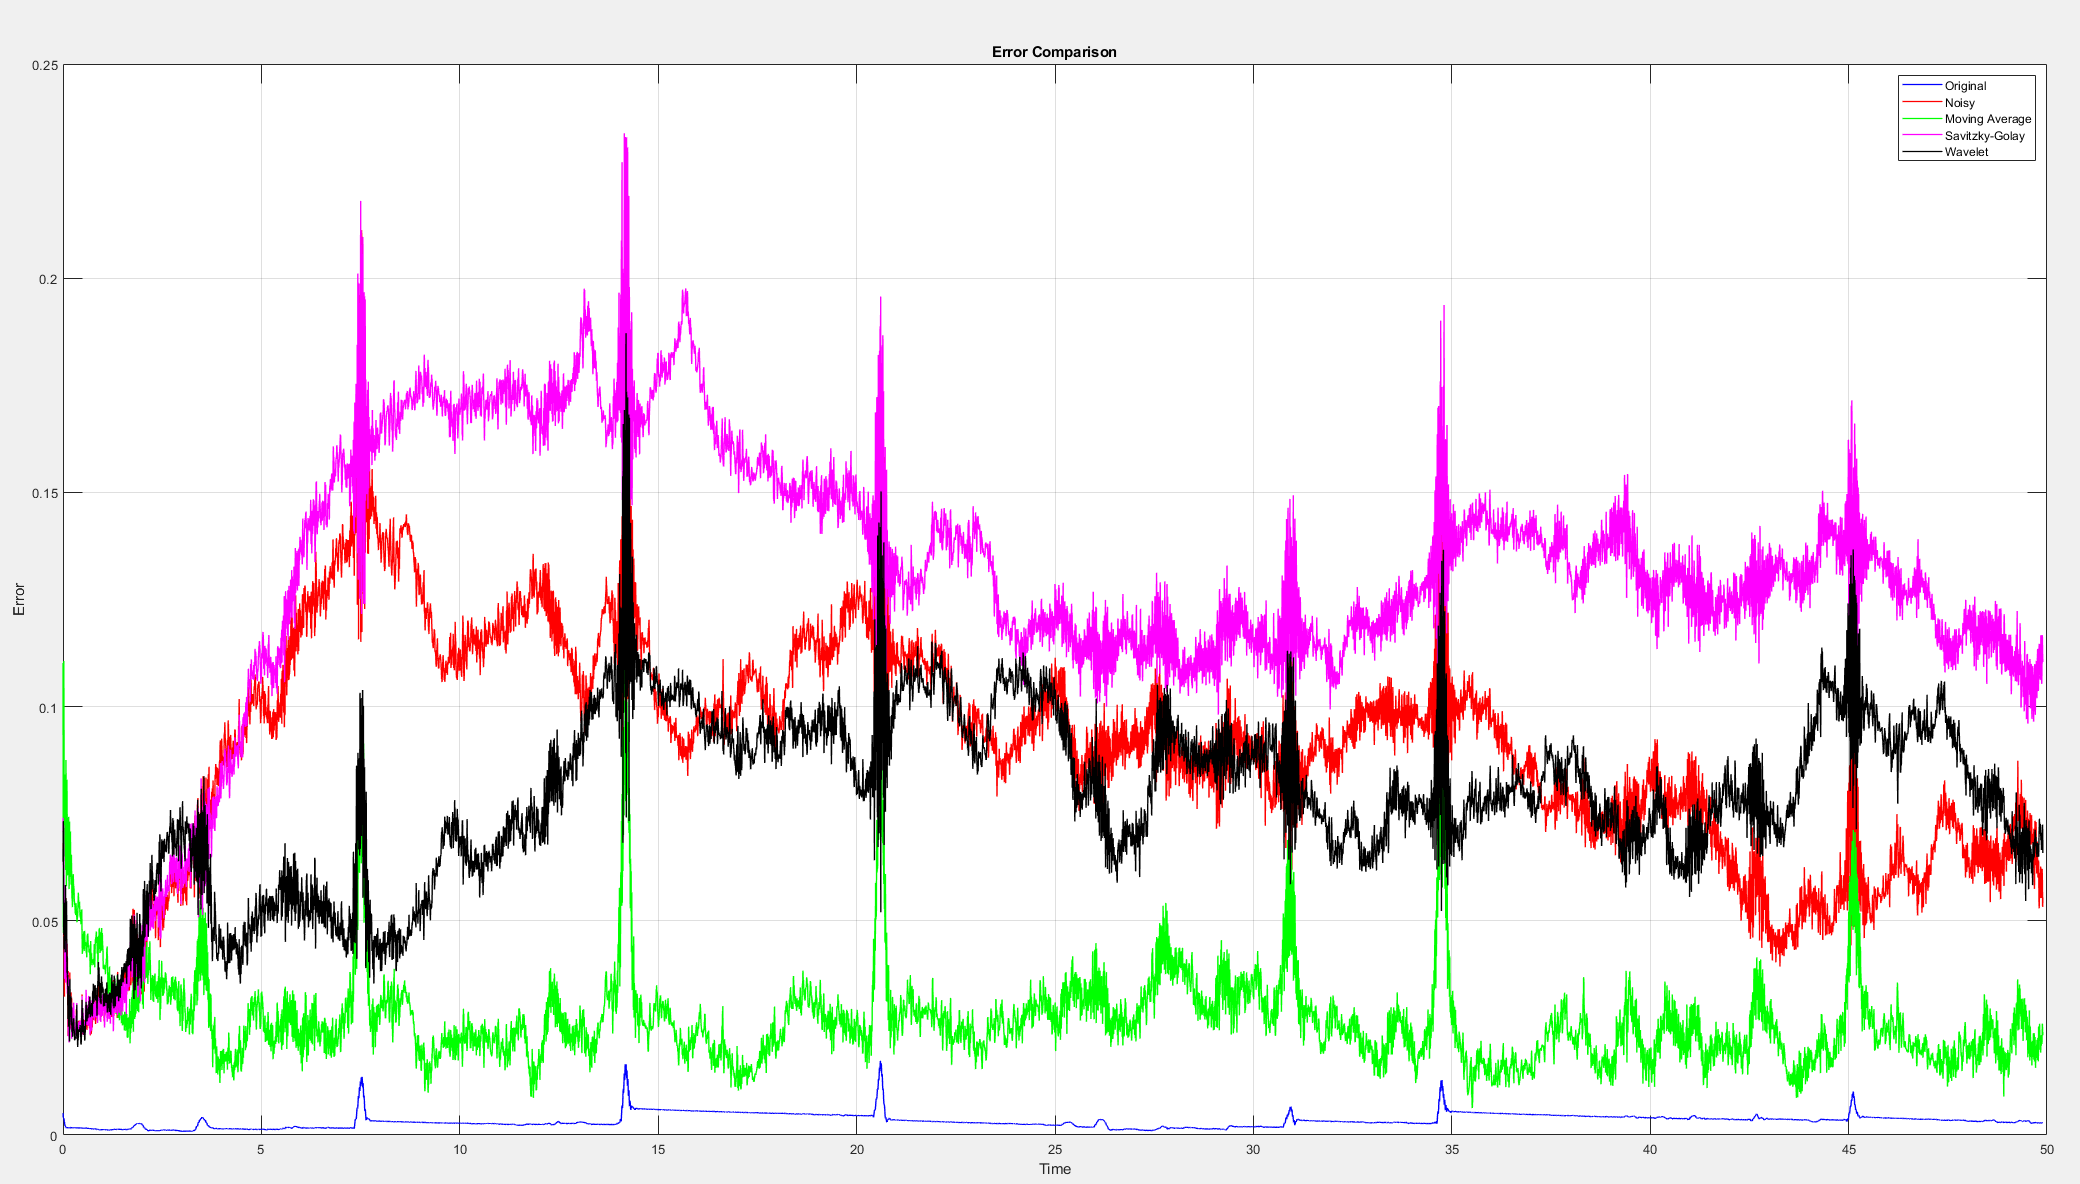 Error Comparison
0.25
0.2
0.15
0.1
0.05
0
Error
Original
Noisy
Moving Average
Savitzky-Golay
Wavelet
0 5 10 15 20 25 30 35 40 45 50
Time